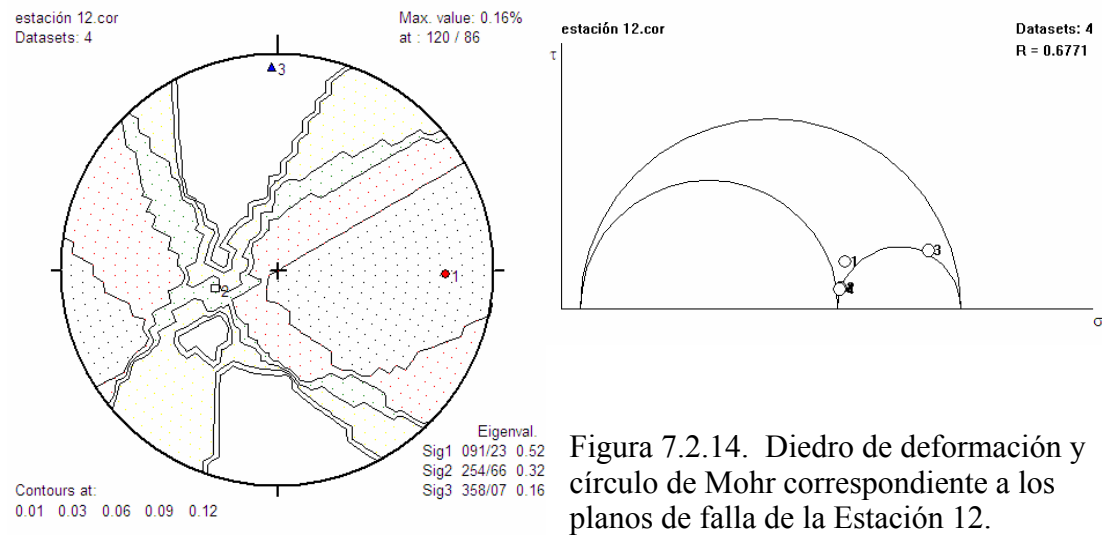 estación 12.cor
Datasets: 4
Max. value: 0.16%
at : 120 / 86
3
1
2
Eigenval.
Sig1 091/23 0.52
Sig2 254/66 0.32
Sig3 358/07 0.16
Contours at:
0.01 0.03 0.06 0.09 0.12
estación 12.cor
Datasets: 4
R = 0.6771
τ
1
3
σ
Figura 7.2.14. Diedro de deformación y
círculo de Mohr correspondiente a los
planos de falla de la Estación 12.